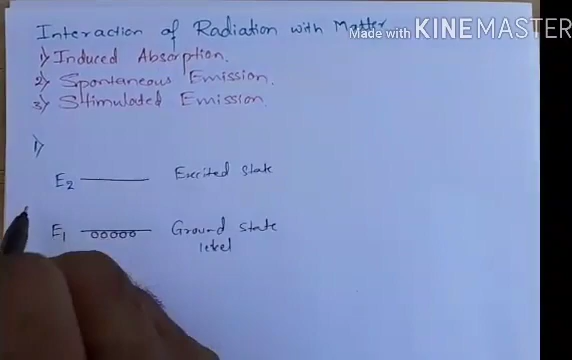 Interaction of Radiation with Matter
Made with KINEMASTER
1) Induced Absorption.
2) Spontaneous Emission.
3) Stimulated Emission.
1)
E2 Excited state
E1 Ground state
level